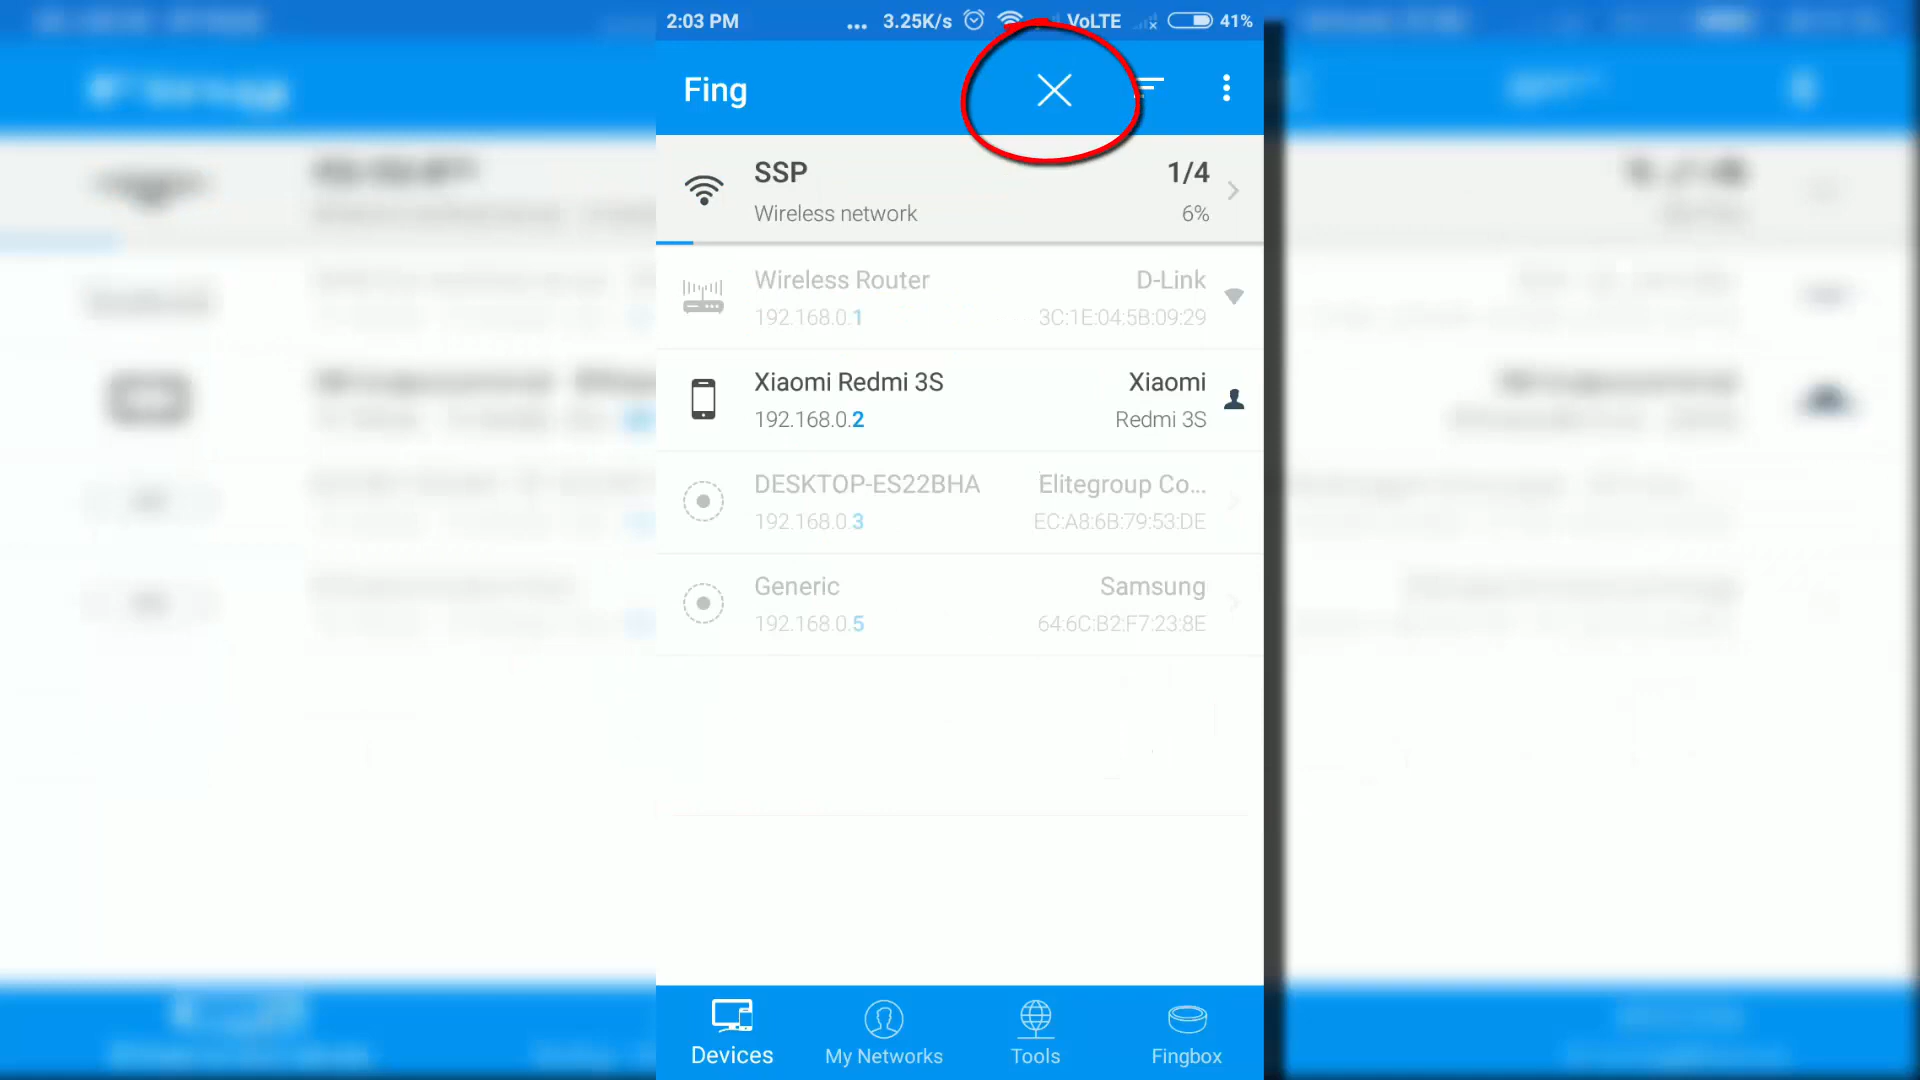 2:03 PM ... 3.25K/s VoLTE 41%
Fing
SSP 1/4
Wireless network 6%
Wireless Router D-Link
192.168.0.1 3C:1E:04:5B:09:29
Xiaomi Redmi 3S Xiaomi
192.168.0.2 Redmi 3S
DESKTOP-ES22BHA Elitegroup Co...
192.168.0.3 EC:A8:6B:79:53:DE
Generic Samsung
192.168.0.5 64:6C:B2:F7:23:8E
Devices My Networks Tools Fingbox